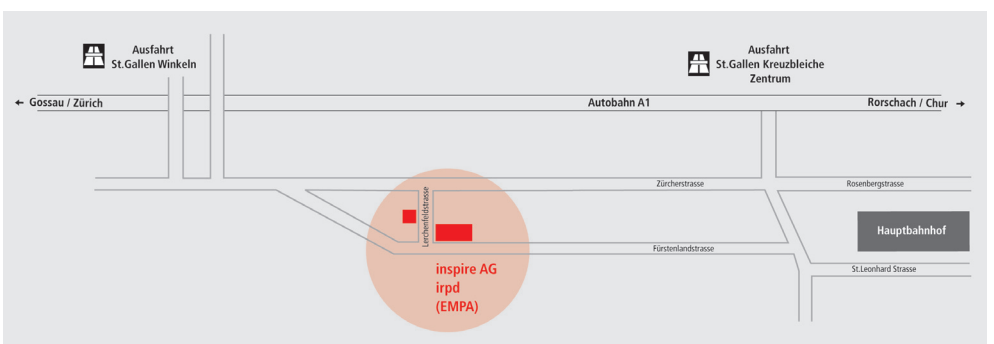 Ausfahrt
St.Gallen Winkeln
Ausfahrt
St.Gallen Kreuzbleiche
Zentrum
← Gossau / Zürich
Autobahn A1
Rorschach / Chur →
Zürcherstrasse
Rosenbergstrasse
Lerchenfeldstrasse
Hauptbahnhof
Fürstenlandstrasse
St.Leonhard Strasse
inspire AG
irpd
(EMPA)